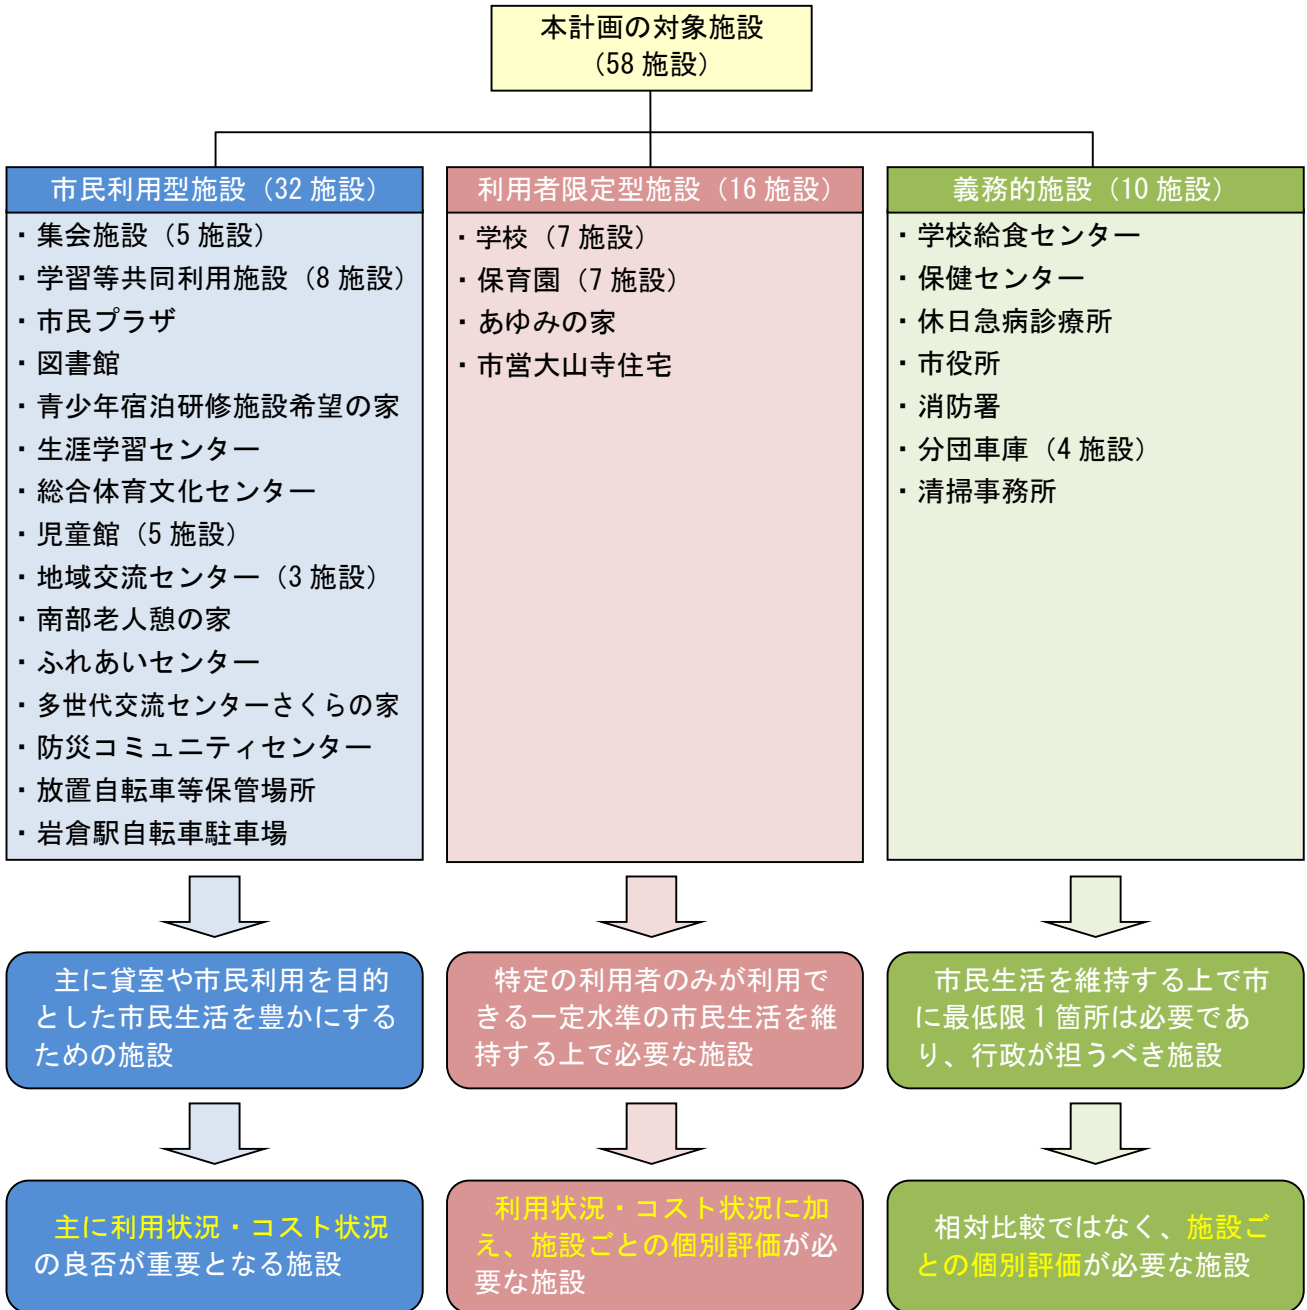 本計画の対象施設
（58 施設）
市民利用型施設（32 施設）
・集会施設（5 施設）
・学習等共同利用施設（8 施設）
・市民プラザ
・図書館
・青少年宿泊研修施設希望の家
・生涯学習センター
・総合体育文化センター
・児童館（5 施設）
・地域交流センター（3 施設）
・南部老人憩の家
・ふれあいセンター
・多世代交流センターさくらの家
・防災コミュニティセンター
・放置自転車等保管場所
・岩倉駅自転車駐車場
主に貸室や市民利用を目的
とした市民生活を豊かにする
ための施設
主に利用状況・コスト状況
の良否が重要となる施設
利用者限定型施設（16 施設）
・学校（7 施設）
・保育園（7 施設）
・あゆみの家
・市営大山寺住宅
特定の利用者のみが利用で
きる一定水準の市民生活を維
持する上で必要な施設
利用状況・コスト状況に加
え、施設ごとの個別評価が必
要な施設
義務的施設（10 施設）
・学校給食センター
・保健センター
・休日急病診療所
・市役所
・消防署
・分団車庫（4 施設）
・清掃事務所
市民生活を維持する上で市
に最低限 1 箇所は必要であ
り、行政が担うべき施設
相対比較ではなく、施設ご
との個別評価が必要な施設